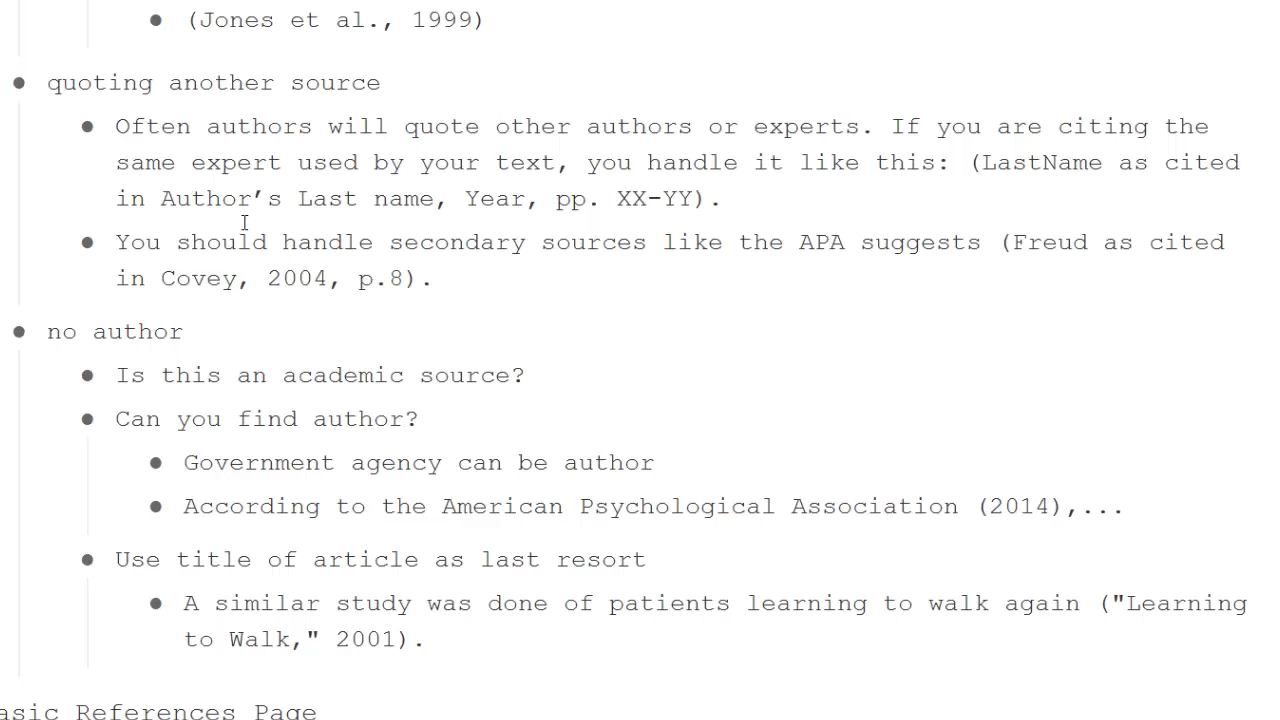 (Jones et al., 1999)
quoting another source
Often authors will quote other authors or experts. If you are citing the
same expert used by your text, you handle it like this: (LastName as cited
in Author’s Last name, Year, pp. XX-YY).
You should handle secondary sources like the APA suggests (Freud as cited
in Covey, 2004, p.8).
no author
Is this an academic source?
Can you find author?
Government agency can be author
According to the American Psychological Association (2014),...
Use title of article as last resort
A similar study was done of patients learning to walk again ("Learning
to Walk," 2001).
asic References Page